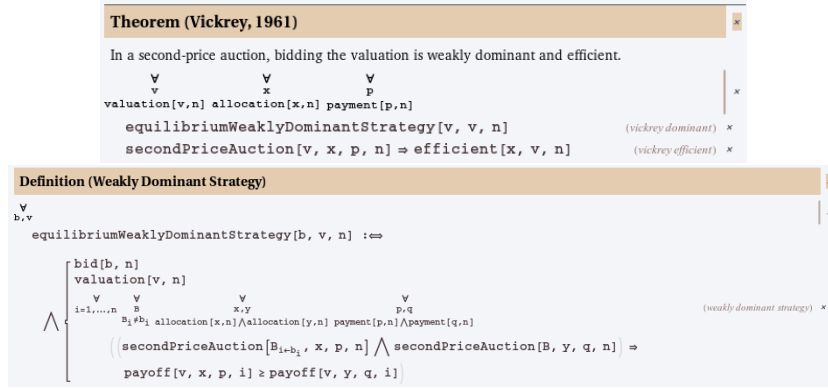 Theorem (Vickrey, 1961) ×
In a second-price auction, bidding the valuation is weakly dominant and efficient.
∀ ∀ ∀
v x p ×
valuation[v,n] allocation[x,n] payment[p,n]
equilibriumWeaklyDominantStrategy[v, v, n] (vickrey dominant) ×
secondPriceAuction[v, x, p, n] ⇒ efficient[x, v, n] (vickrey efficient) ×
Definition (Weakly Dominant Strategy)
∀
b,v
equilibriumWeaklyDominantStrategy[b, v, n] :⟺
bid[b, n]
valuation[v, n]
∀ ∀ ∀ ∀
i=1,...,n B x,y p,q (weakly dominant strategy) ×
Bᵢ≠bᵢ allocation[x,n]⋀allocation[y,n] payment[p,n]⋀payment[q,n]
⋀ ((secondPriceAuction[B_{i←b_i}, x, p, n] ⋀ secondPriceAuction[B, y, q, n]) ⇒
payoff[v, x, p, i] ≥ payoff[v, y, q, i])